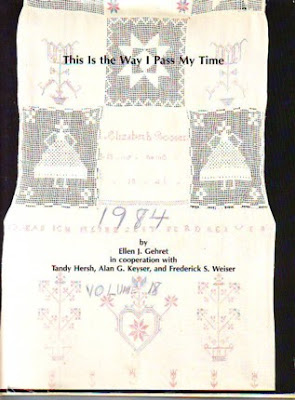 This Is the Way I Pass My Time
Elizabeth
1984
by
Ellen J. Gehret
in cooperation with
Tandy Hersh, Alan G. Keyser, and Frederick S. Weiser
VOLUME 18